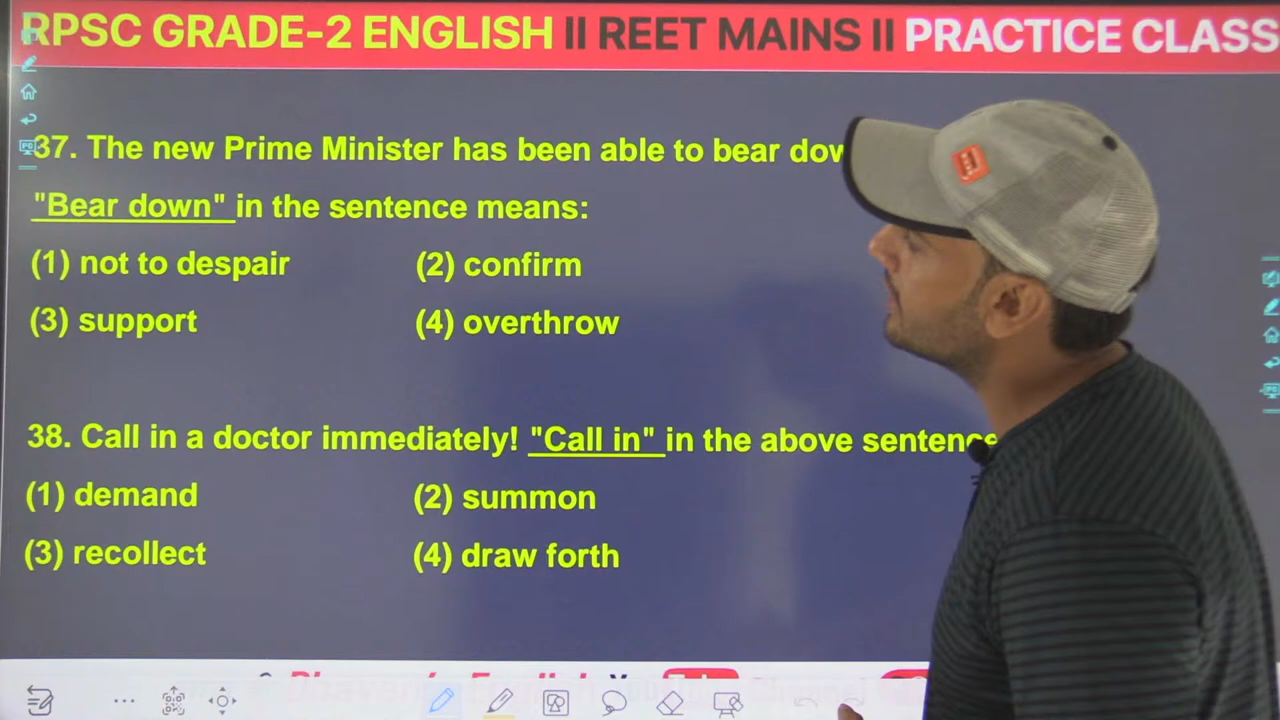 RPSC GRADE-2 ENGLISH II REET MAINS II PRACTICE CLASS
37. The new Prime Minister has been able to bear
"Bear down" in the sentence means:
(1) not to despair (2) confirm
(3) support (4) overthrow
38. Call in a doctor immediately! "Call in" in the above sentence
(1) demand (2) summon
(3) recollect (4) draw forth